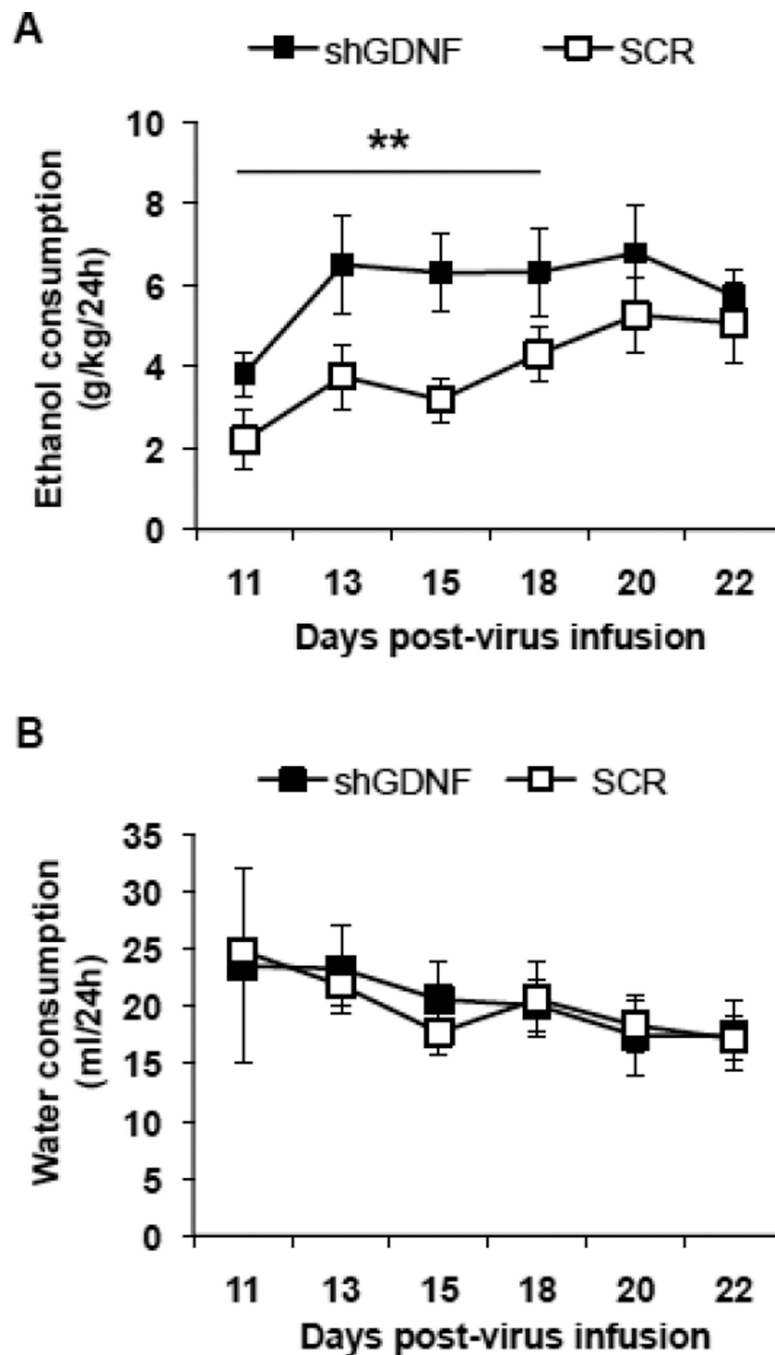 A
shGDNF SCR
**
10
8
6
4
2
0
Ethanol consumption
(g/kg/24h)
11 13 15 18 20 22
Days post-virus infusion
B
shGDNF SCR
35
30
25
20
15
10
5
0
Water consumption
(ml/24h)
11 13 15 18 20 22
Days post-virus infusion